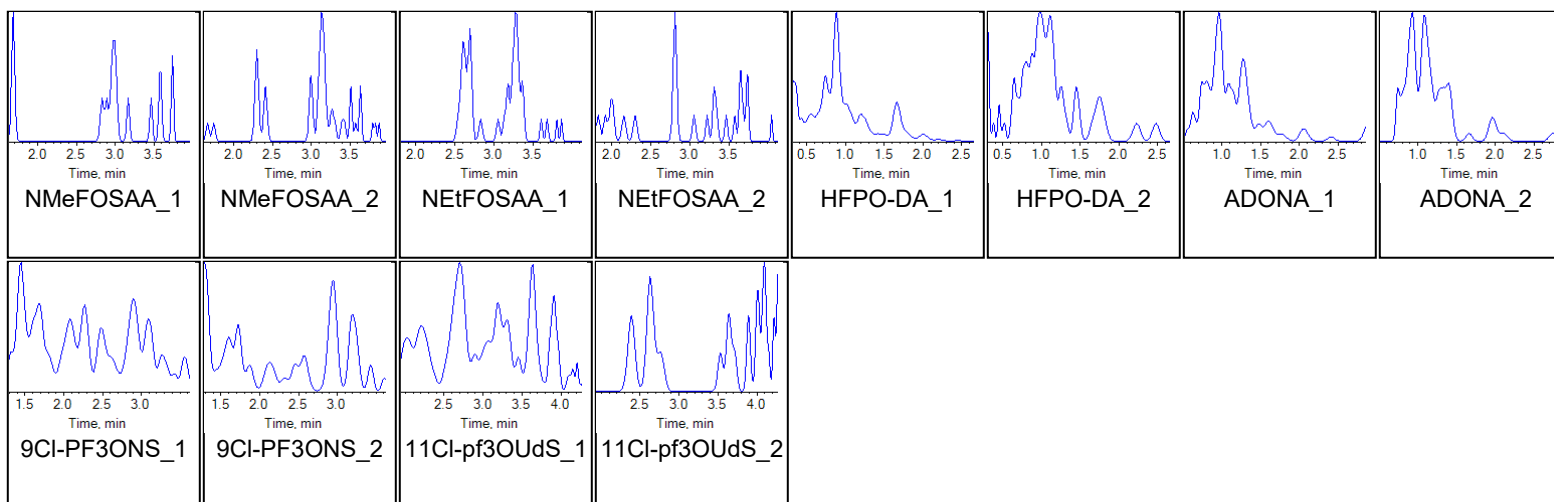 2.0 2.5 3.0 3.5 2.0 2.5 3.0 3.5 2.0 2.5 3.0 3.5 2.0 2.5 3.0 3.5 0.5 1.0 1.5 2.0 2.5 0.5 1.0 1.5 2.0 2.5 1.0 1.5 2.0 2.5 1.0 1.5 2.0 2.5
Time, min Time, min Time, min Time, min Time, min Time, min Time, min Time, min
NMeFOSAA_1 NMeFOSAA_2 NEtFOSAA_1 NEtFOSAA_2 HFPO-DA_1 HFPO-DA_2 ADONA_1 ADONA_2
1.5 2.0 2.5 3.0 1.5 2.0 2.5 3.0 2.5 3.0 3.5 4.0 2.5 3.0 3.5 4.0
Time, min Time, min Time, min Time, min
9Cl-PF3ONS_1 9Cl-PF3ONS_2 11Cl-pf3OUdS_1 11Cl-pf3OUdS_2